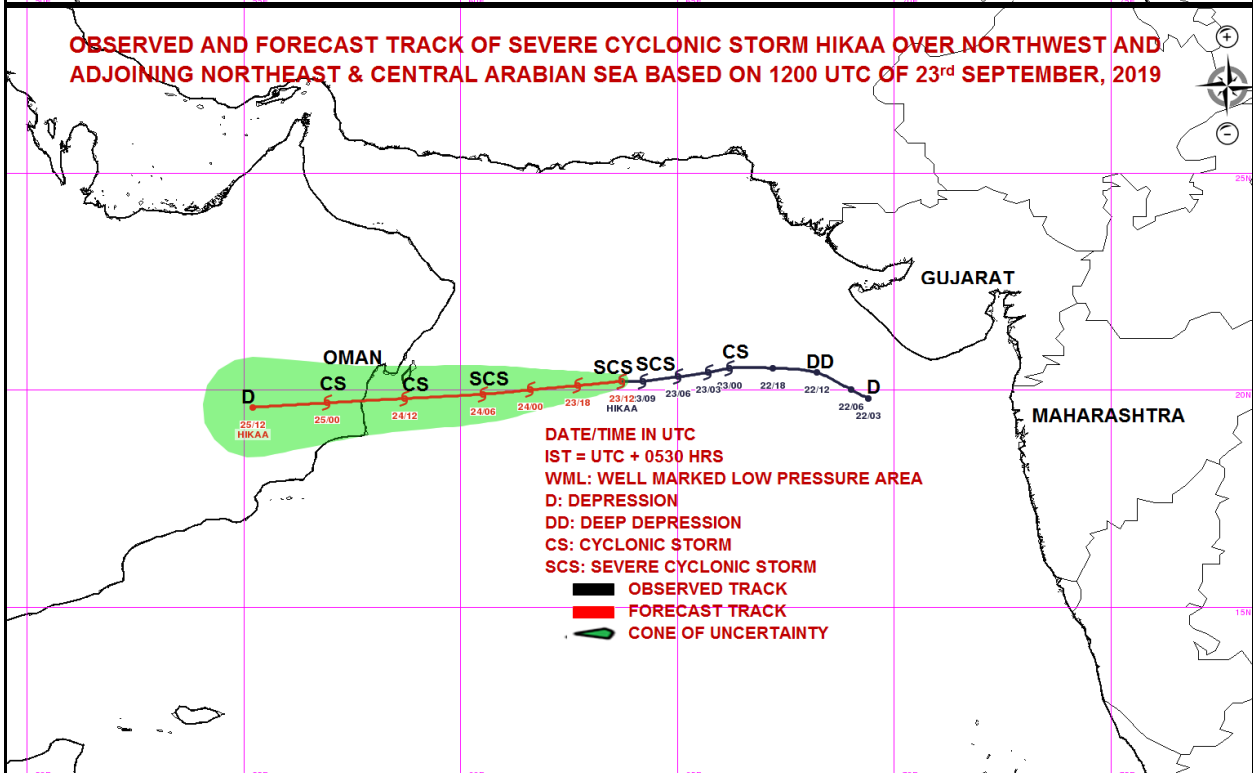 OBSERVED AND FORECAST TRACK OF SEVERE CYCLONIC STORM HIKAA OVER NORTHWEST AND
ADJOINING NORTHEAST & CENTRAL ARABIAN SEA BASED ON 1200 UTC OF 23rd SEPTEMBER, 2019
25N
GUJARAT
OMAN
SCS SCS CS DD D
D CS CS SCS
20N
25/12 25/00 24/12 24/06 24/00 23/18 23/12 23/09 23/06 23/03 23/00 22/18 22/12 22/06 22/03
HIKAA HIKAA
MAHARASHTRA
DATE/TIME IN UTC
IST = UTC + 0530 HRS
WML: WELL MARKED LOW PRESSURE AREA
D: DEPRESSION
DD: DEEP DEPRESSION
CS: CYCLONIC STORM
SCS: SEVERE CYCLONIC STORM
OBSERVED TRACK
15N
FORECAST TRACK
CONE OF UNCERTAINTY